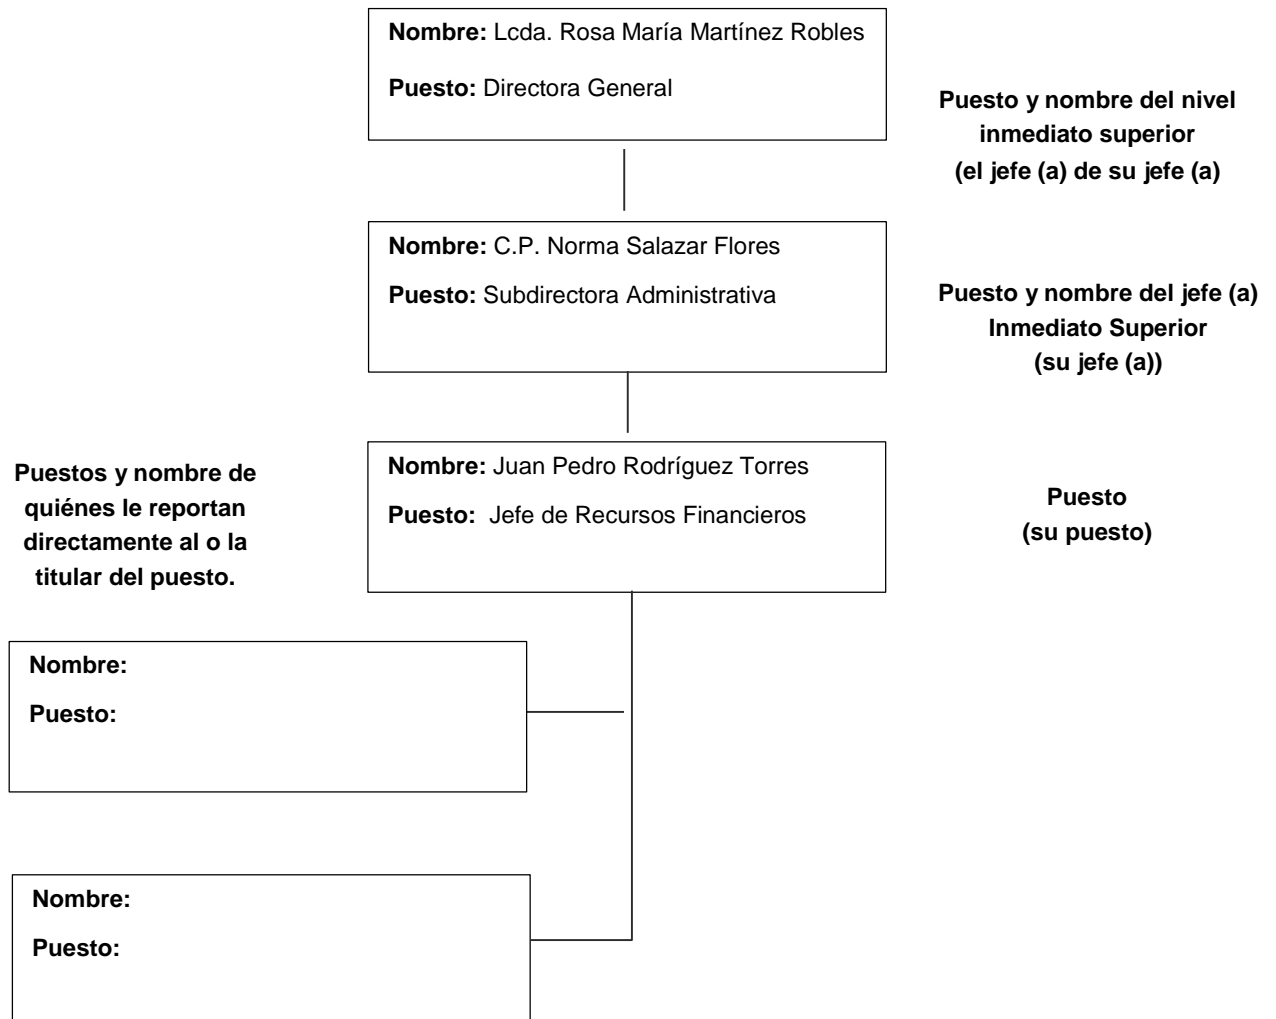 Nombre: Lcda. Rosa María Martínez Robles
Puesto: Directora General
Puesto y nombre del nivel
inmediato superior
(el jefe (a) de su jefe (a)
Nombre: C.P. Norma Salazar Flores
Puesto: Subdirectora Administrativa
Puesto y nombre del jefe (a)
Inmediato Superior
(su jefe (a))
Nombre: Juan Pedro Rodríguez Torres
Puesto: Jefe de Recursos Financieros
Puesto
(su puesto)
Puestos y nombre de
quiénes le reportan
directamente al o la
titular del puesto.
Nombre:
Puesto:
Nombre:
Puesto: